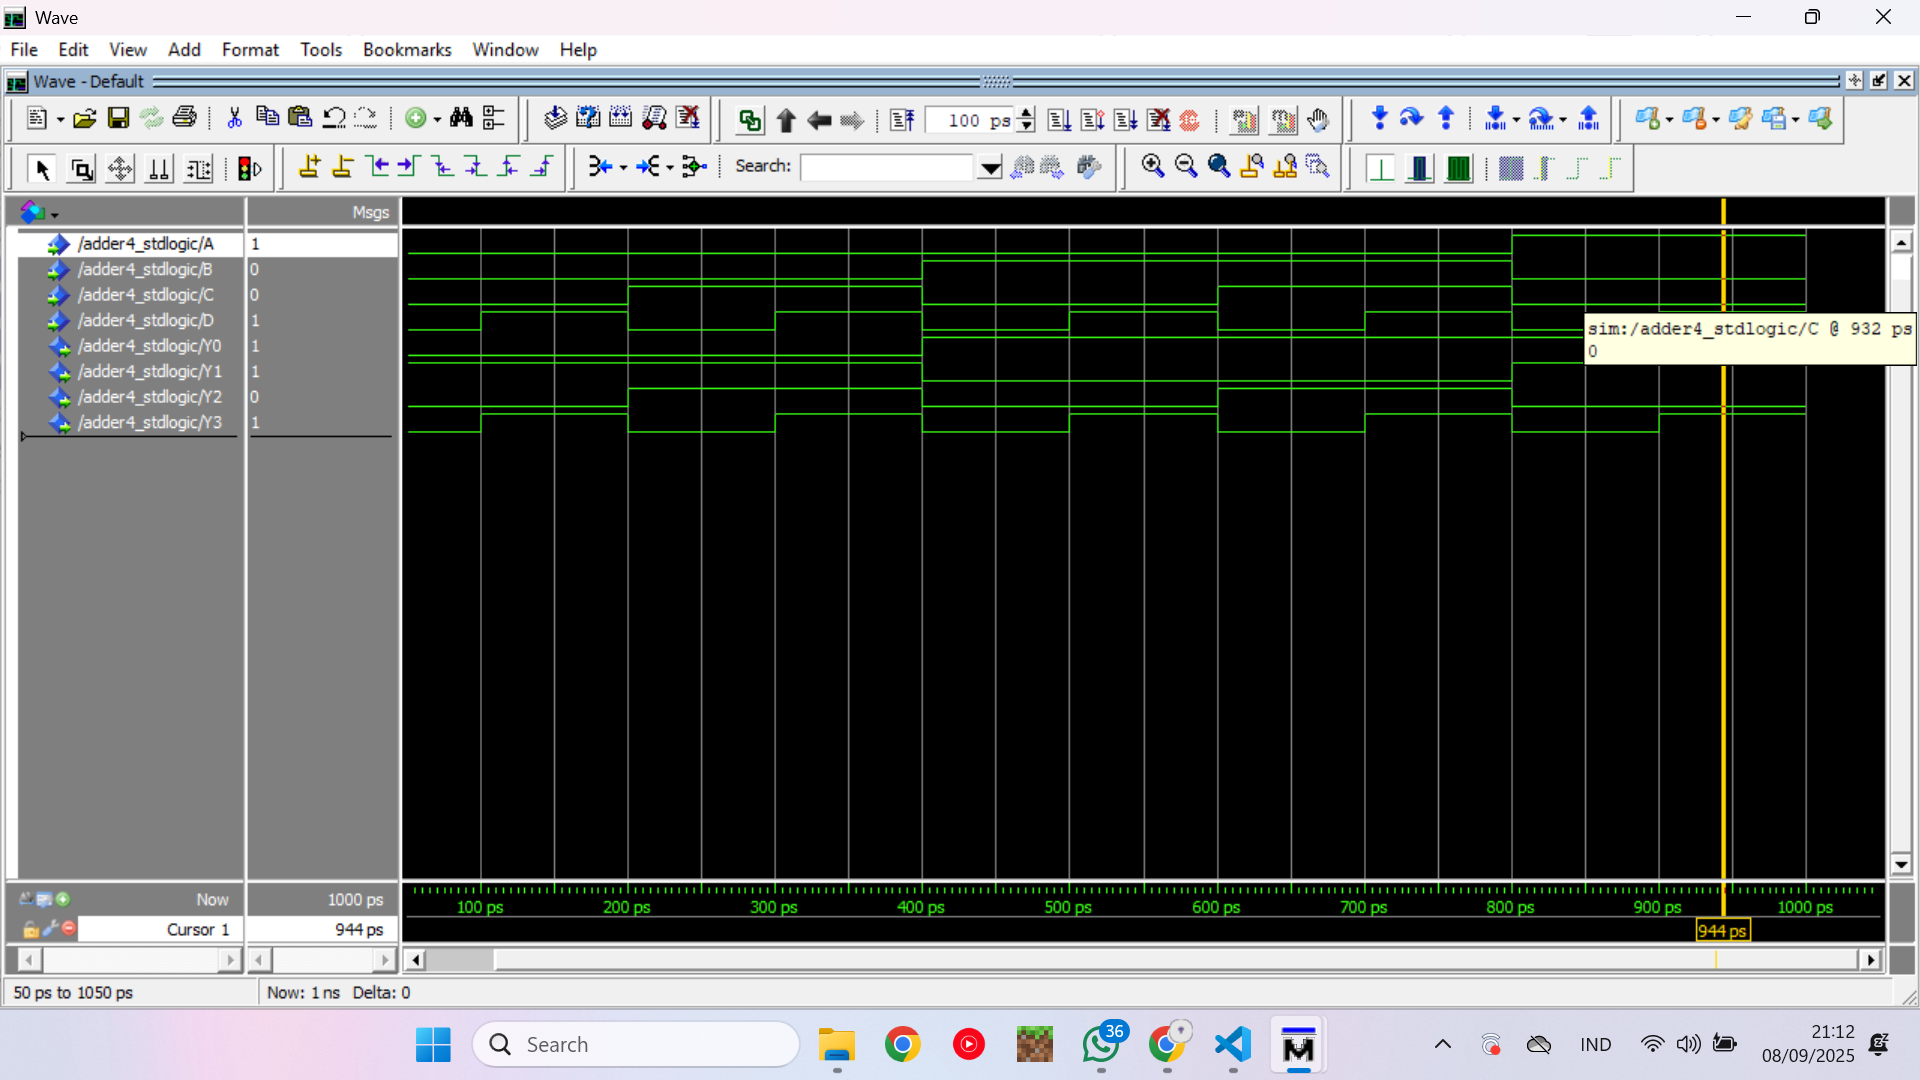 Wave
File Edit View Add Format Tools Bookmarks Window Help
Wave - Default
100 ps
Search:
Msgs
/adder4_stdlogic/A 1
/adder4_stdlogic/B 0
/adder4_stdlogic/C 0
/adder4_stdlogic/D 1
/adder4_stdlogic/Y0 1
/adder4_stdlogic/Y1 1
/adder4_stdlogic/Y2 0
/adder4_stdlogic/Y3 1
sim:/adder4_stdlogic/C @ 932 ps
0
Now 1000 ps
100 ps 200 ps 300 ps 400 ps 500 ps 600 ps 700 ps 800 ps 900 ps 1000 ps
Cursor 1 944 ps
944 ps
50 ps to 1050 ps Now: 1 ns Delta: 0
Search
36
IND
21:12
08/09/2025